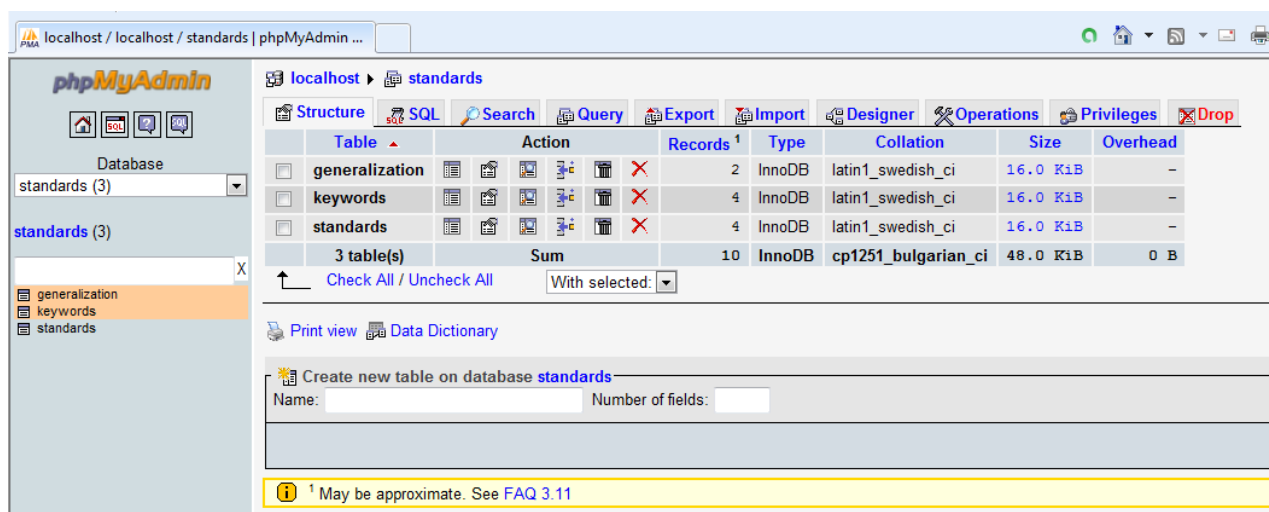 localhost / localhost / standards | phpMyAdmin ...
phpMyAdmin
Database
standards (3)
standards (3)
X
generalization
keywords
standards
localhost ▸ standards
Structure SQL Search Query Export Import Designer Operations Privileges Drop
Table Action Records 1 Type Collation Size Overhead
generalization 2 InnoDB latin1_swedish_ci 16.0 KiB -
keywords 4 InnoDB latin1_swedish_ci 16.0 KiB -
standards 4 InnoDB latin1_swedish_ci 16.0 KiB -
3 table(s) Sum 10 InnoDB cp1251_bulgarian_ci 48.0 KiB 0 B
Check All / Uncheck All With selected:
Print view Data Dictionary
Create new table on database standards
Name: Number of fields:
1 May be approximate. See FAQ 3.11